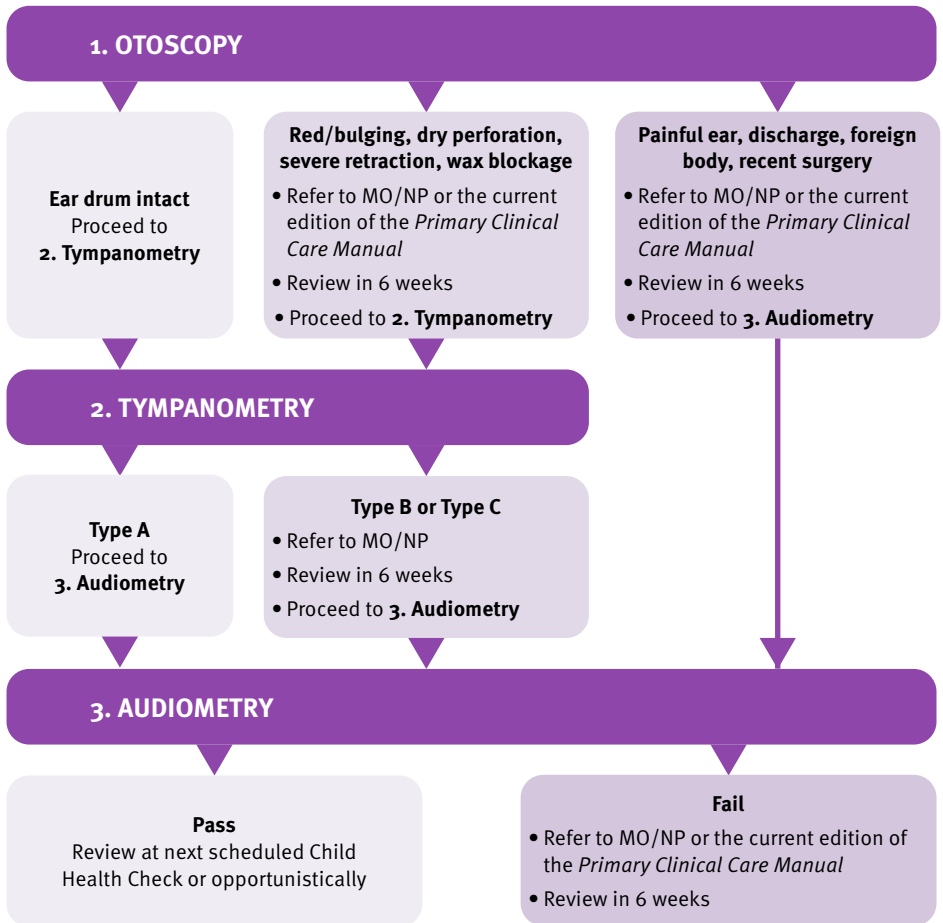 1. OTOSCOPY
Ear drum intact
Proceed to
2. Tympanometry
Red/bulging, dry perforation,
severe retraction, wax blockage
• Refer to MO/NP or the current
edition of the Primary Clinical
Care Manual
• Review in 6 weeks
• Proceed to 2. Tympanometry
Painful ear, discharge, foreign
body, recent surgery
• Refer to MO/NP or the current
edition of the Primary Clinical
Care Manual
• Review in 6 weeks
• Proceed to 3. Audiometry
2. TYMPANOMETRY
Type A
Proceed to
3. Audiometry
Type B or Type C
• Refer to MO/NP
• Review in 6 weeks
• Proceed to 3. Audiometry
3. AUDIOMETRY
Pass
Review at next scheduled Child
Health Check or opportunistically
Fail
• Refer to MO/NP or the current edition of
the Primary Clinical Care Manual
• Review in 6 weeks